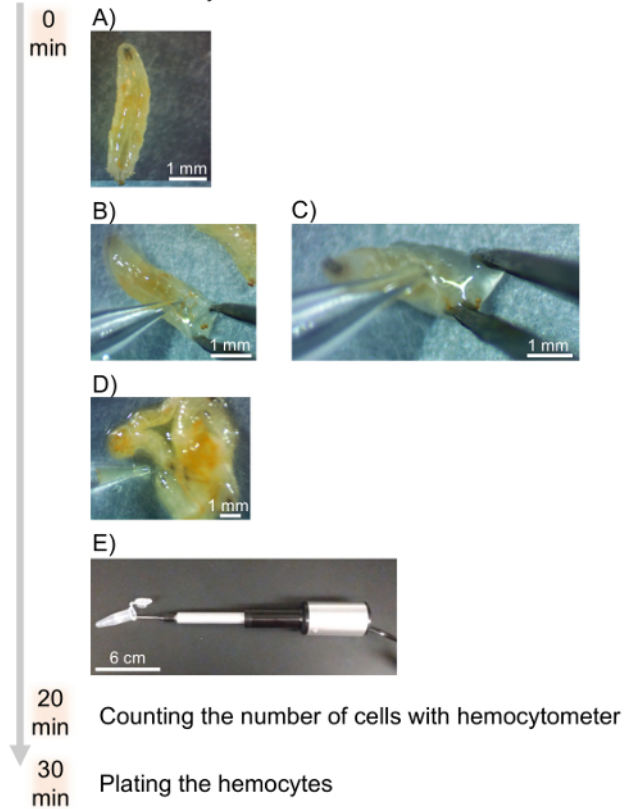 0
min
A)
1 mm
B)
C)
1 mm
1 mm
D)
1 mm
E)
6 cm
20
min
Counting the number of cells with hemocytometer
30
min
Plating the hemocytes